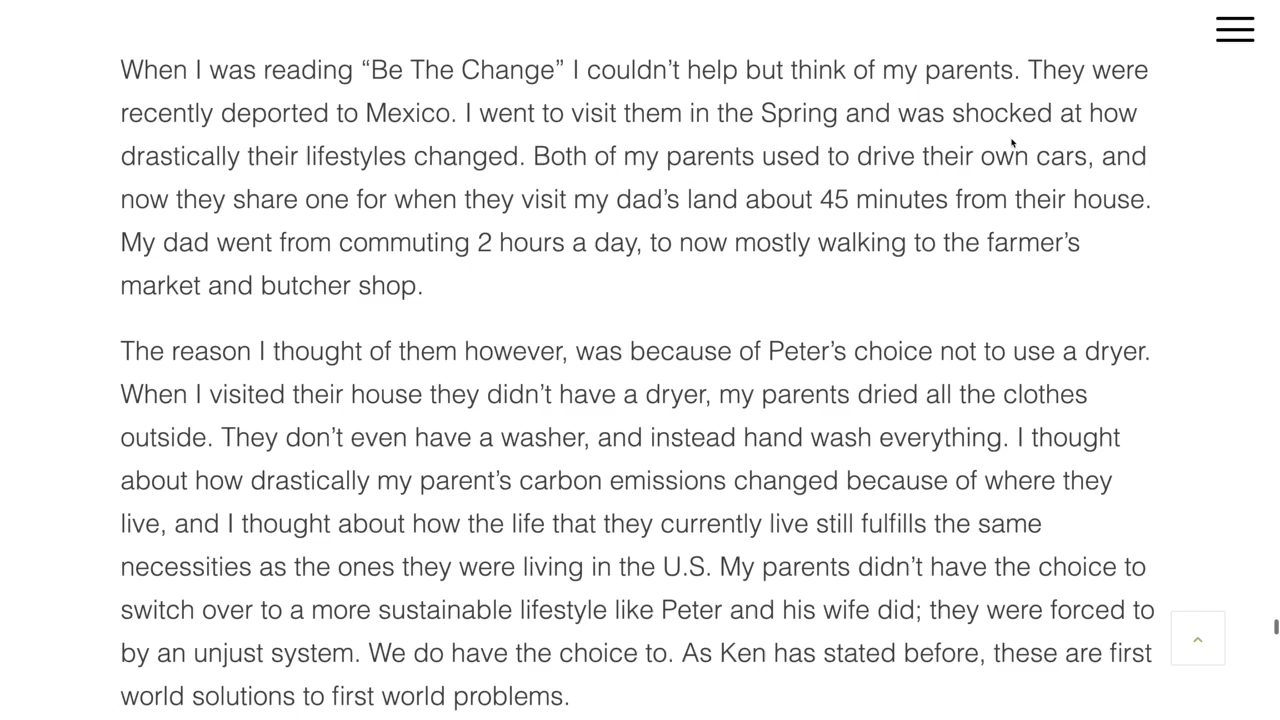 When I was reading “Be The Change” I couldn’t help but think of my parents. They were
recently deported to Mexico. I went to visit them in the Spring and was shocked at how
drastically their lifestyles changed. Both of my parents used to drive their own cars, and
now they share one for when they visit my dad’s land about 45 minutes from their house.
My dad went from commuting 2 hours a day, to now mostly walking to the farmer’s
market and butcher shop.
The reason I thought of them however, was because of Peter’s choice not to use a dryer.
When I visited their house they didn’t have a dryer, my parents dried all the clothes
outside. They don’t even have a washer, and instead hand wash everything. I thought
about how drastically my parent’s carbon emissions changed because of where they
live, and I thought about how the life that they currently live still fulfills the same
necessities as the ones they were living in the U.S. My parents didn’t have the choice to
switch over to a more sustainable lifestyle like Peter and his wife did; they were forced to
by an unjust system. We do have the choice to. As Ken has stated before, these are first
world solutions to first world problems.